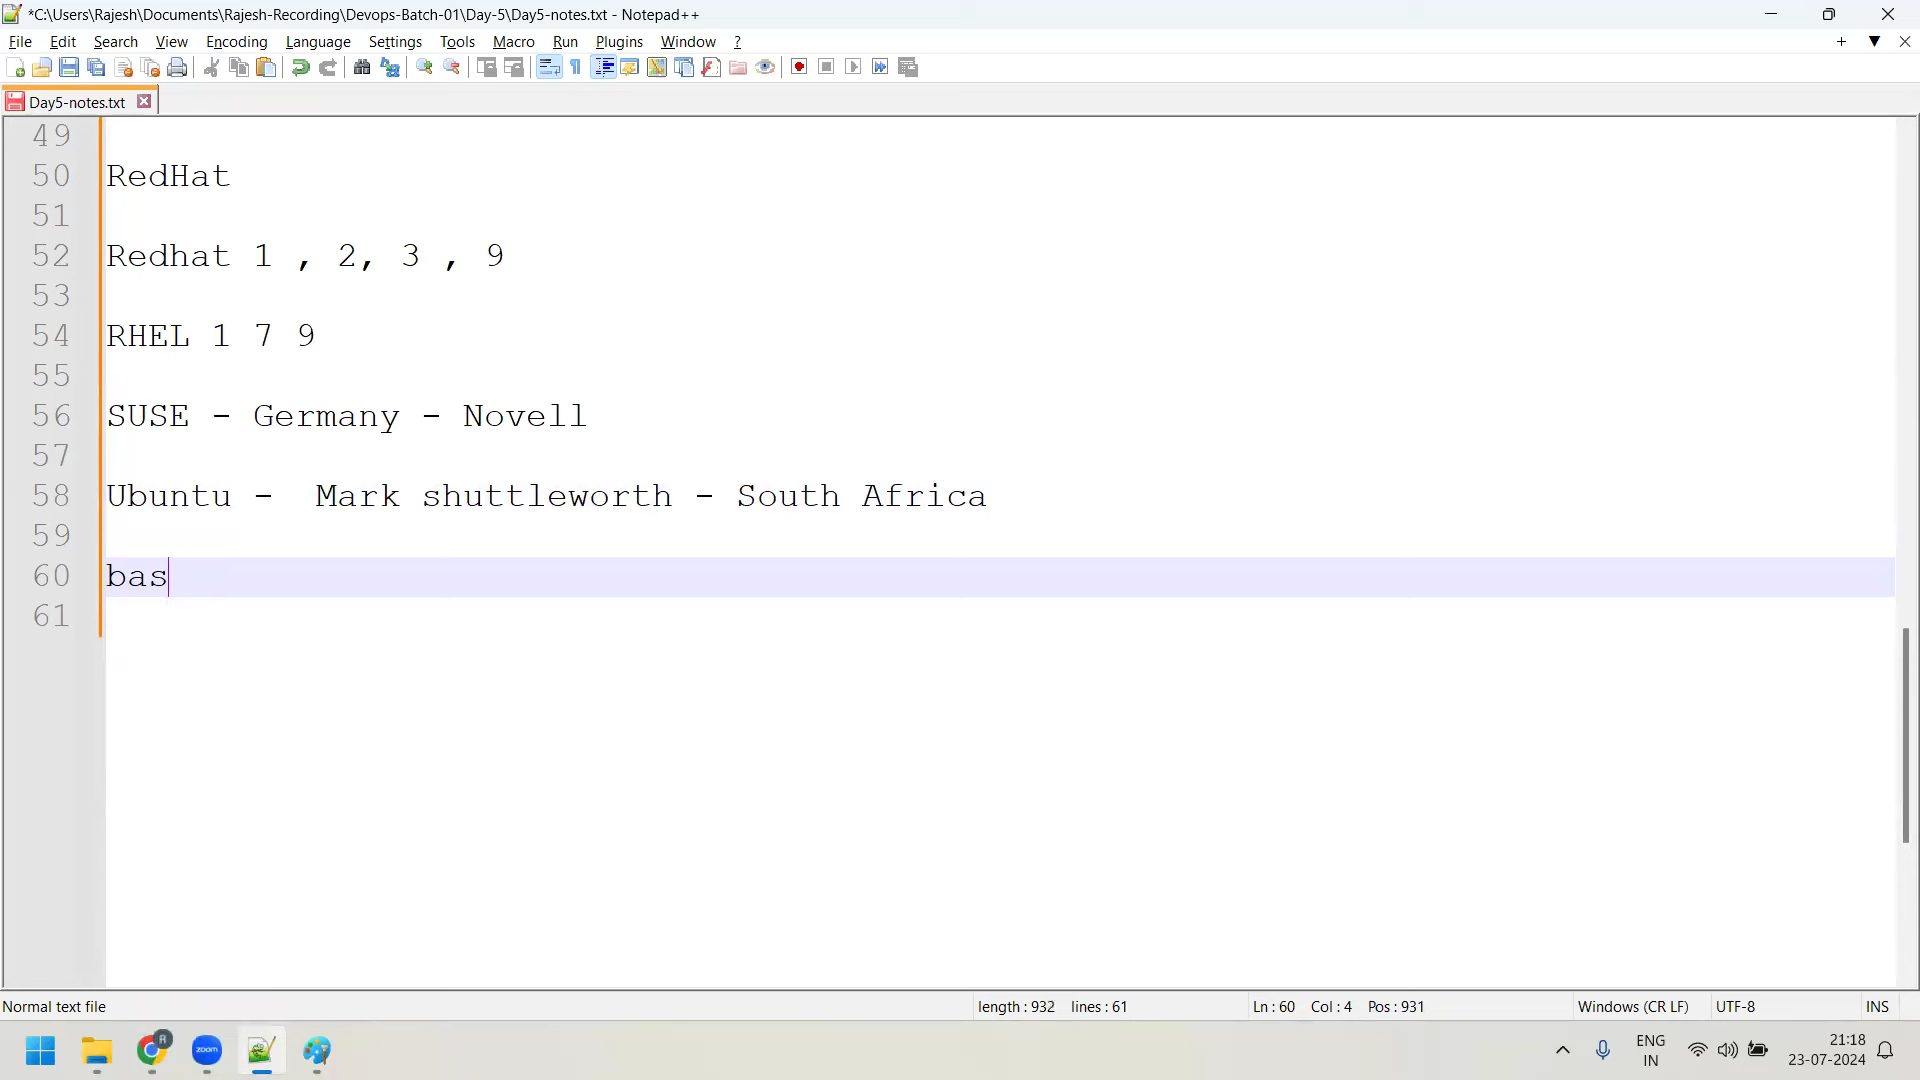 *C:\Users\Rajesh\Documents\Rajesh-Recording\Devops-Batch-01\Day-5\Day5-notes.txt - Notepad++
File Edit Search View Encoding Language Settings Tools Macro Run Plugins Window ?
Day5-notes.txt
49
50 RedHat
51
52 Redhat 1 , 2, 3 , 9
53
54 RHEL 1 7 9
55
56 SUSE - Germany - Novell
57
58 Ubuntu -  Mark shuttleworth - South Africa
59
60 bas
61
Normal text file length : 932 lines : 61 Ln : 60 Col : 4 Pos : 931 Windows (CR LF) UTF-8 INS
R
zoom
ENG
IN
21:18
23-07-2024